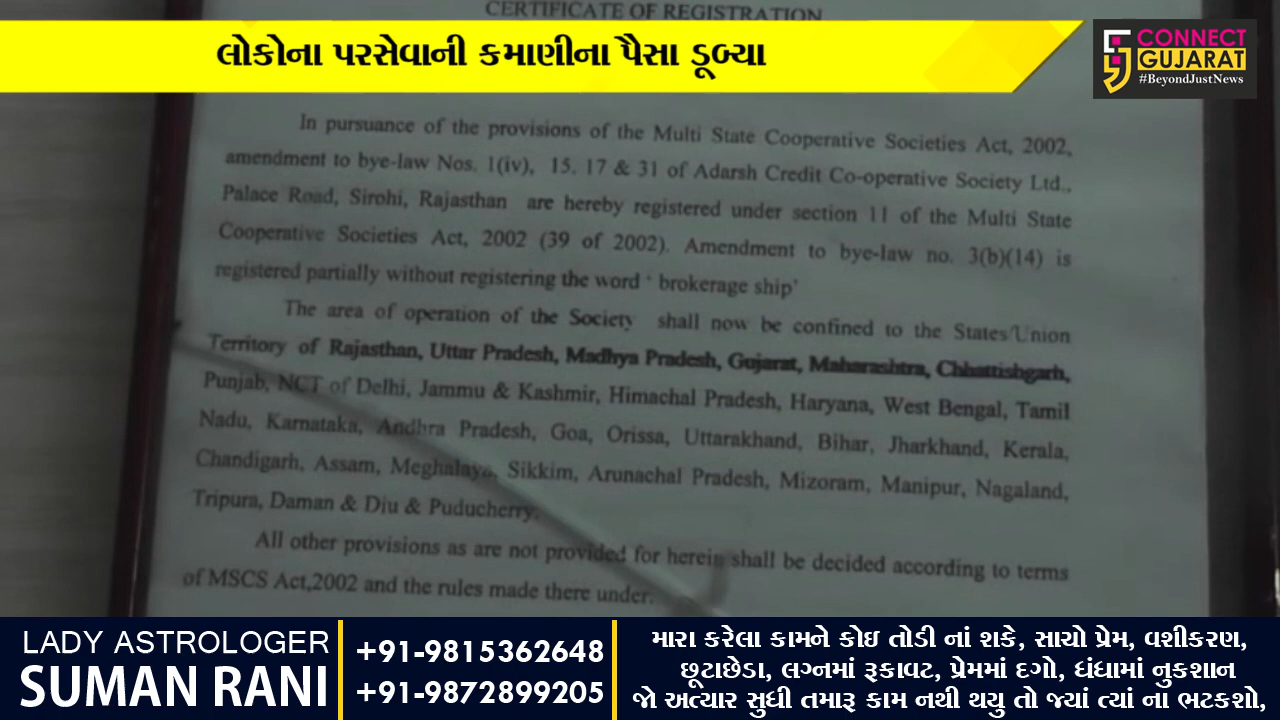 CERTIFICATE OF REGISTRATION
લોકોના પરસેવાની કમાણીના પૈસા ડૂબ્યા
CONNECT
GUJARAT
#BeyondJustNews
In pursuance of the provisions of the Multi State Cooperative Societies Act, 2002,
amendment to bye-law Nos. 1(iv), 15. 17 & 31 of Adarsh Credit Co-operative Society Ltd.,
Palace Road, Sirohi, Rajasthan are hereby registered under section 11 of the Multi State
Cooperative Societies Act, 2002 (39 of 2002). Amendment to bye-law no. 3(b)(14) is
registered partially without registering the word ' brokerage ship'
The area of operation of the Society shall now be confined to the States/Union
Territory of Rajasthan, Uttar Pradesh, Madhya Pradesh, Gujarat, Maharashtra, Chhattishgarh,
Punjab, NCT of Delhi, Jammu & Kashmir, Himachal Pradesh, Haryana, West Bengal, Tamil
Nadu, Karnataka, Andhra Pradesh, Goa, Orissa, Uttarakhand, Bihar, Jharkhand, Kerala,
Chandigarh, Assam, Meghalaya, Sikkim, Arunachal Pradesh, Mizoram, Manipur, Nagaland,
Tripura, Daman & Diu & Puducherry.
All other provisions as are not provided for herein shall be decided according to terms
of MSCS Act,2002 and the rules made there under.
LADY ASTROLOGER
SUMAN RANI
+91-9815362648
+91-9872899205
મારા કરેલા કામને કોઇ તોડી નાં શકે, સાચો પ્રેમ, વશીકરણ,
છૂટાછેડા, લગ્નમાં રૂકાવટ, પ્રેમમાં દગો, ધંધામાં નુકશાન
જો અત્યાર સુધી તમારૂ કામ નથી થયુ તો જ્યાં ત્યાં ના ભટકશો,